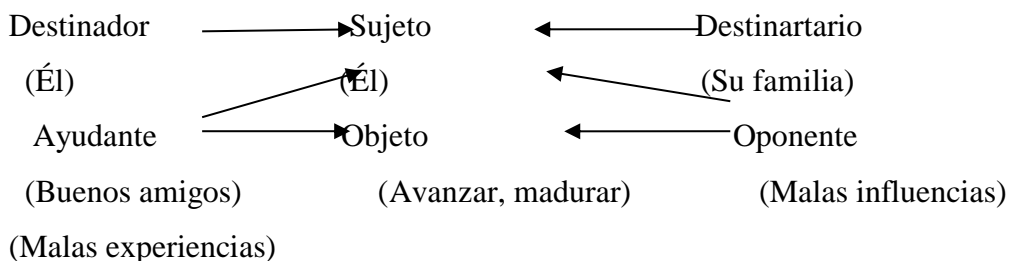 Destinador Sujeto Destinartario
(Él) (Él) (Su familia)
Ayudante Objeto Oponente
(Buenos amigos) (Avanzar, madurar) (Malas influencias)
(Malas experiencias)